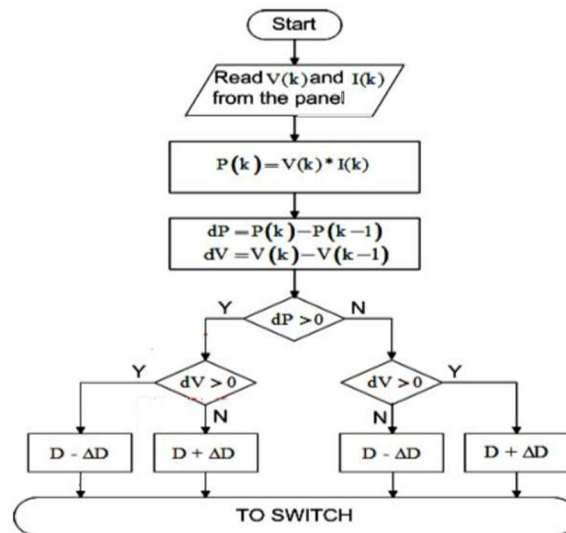 Start
Read V(k) and I(k)
from the panel
P(k)=V(k)*I(k)
dP=P(k)-P(k-1)
dV=V(k)-V(k-1)
Y
dP>0
N
Y
dV>0
N
dV>0
Y
N
D - ΔD
D + ΔD
D - ΔD
D + ΔD
TO SWITCH